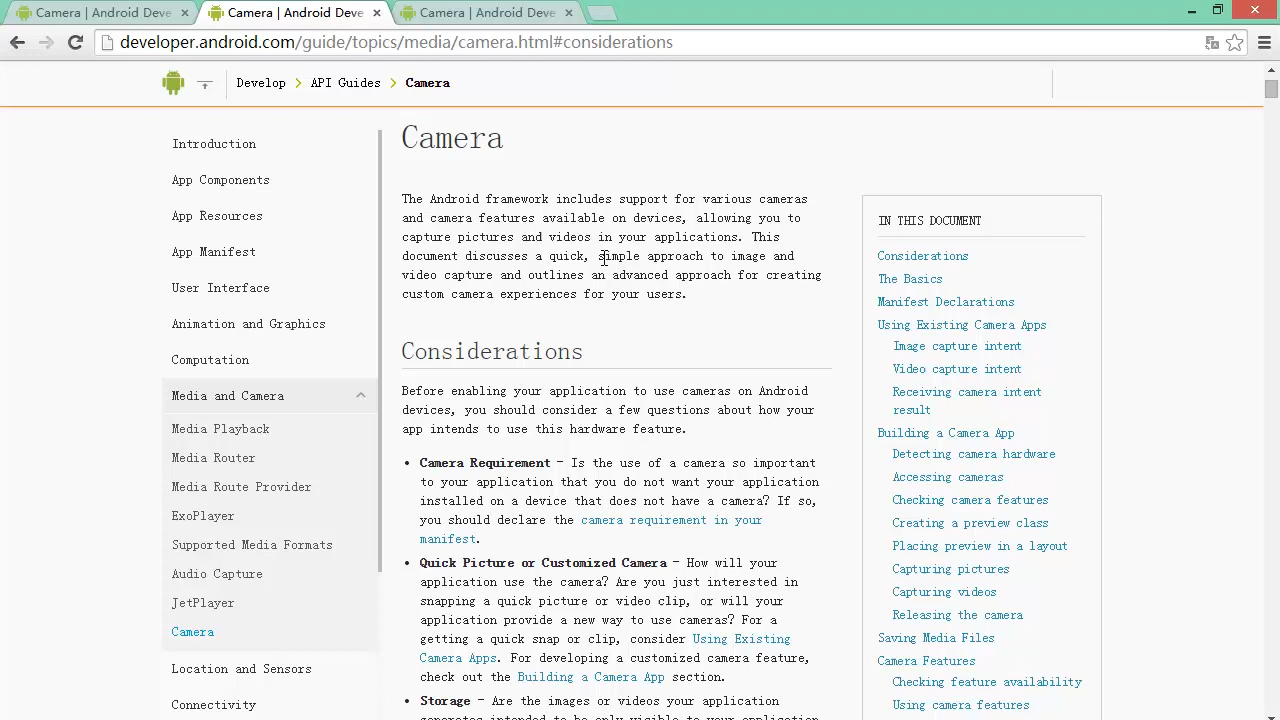 Camera | Android Deve
Camera | Android Deve
Camera | Android Deve
developer.android.com/guide/topics/media/camera.html#considerations
Develop > API Guides > Camera
Introduction
App Components
App Resources
App Manifest
User Interface
Animation and Graphics
Computation
Media and Camera
Media Playback
Media Router
Media Route Provider
ExoPlayer
Supported Media Formats
Audio Capture
JetPlayer
Camera
Location and Sensors
Connectivity
Camera
The Android framework includes support for various cameras
and camera features available on devices, allowing you to
capture pictures and videos in your applications. This
document discusses a quick, simple approach to image and
video capture and outlines an advanced approach for creating
custom camera experiences for your users.
Considerations
Before enabling your application to use cameras on Android
devices, you should consider a few questions about how your
app intends to use this hardware feature.
• Camera Requirement - Is the use of a camera so important
to your application that you do not want your application
installed on a device that does not have a camera? If so,
you should declare the camera requirement in your
manifest.
• Quick Picture or Customized Camera - How will your
application use the camera? Are you just interested in
snapping a quick picture or video clip, or will your
application provide a new way to use cameras? For a
getting a quick snap or clip, consider Using Existing
Camera Apps. For developing a customized camera feature,
check out the Building a Camera App section.
• Storage - Are the images or videos your application
generates intended to be only visible to your application
IN THIS DOCUMENT
Considerations
The Basics
Manifest Declarations
Using Existing Camera Apps
Image capture intent
Video capture intent
Receiving camera intent
result
Building a Camera App
Detecting camera hardware
Accessing cameras
Checking camera features
Creating a preview class
Placing preview in a layout
Capturing pictures
Capturing videos
Releasing the camera
Saving Media Files
Camera Features
Checking feature availability
Using camera features